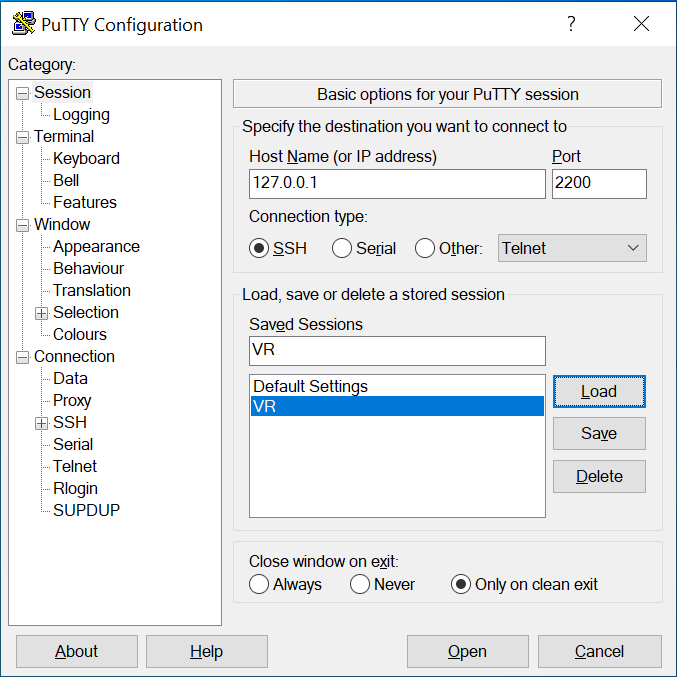 PuTTY Configuration
?
Category:
Session
Logging
Terminal
Keyboard
Bell
Features
Window
Appearance
Behaviour
Translation
Selection
Colours
Connection
Data
Proxy
SSH
Serial
Telnet
Rlogin
SUPDUP
Basic options for your PuTTY session
Specify the destination you want to connect to
Host Name (or IP address) Port
127.0.0.1 2200
Connection type:
SSH Serial Other: Telnet
Load, save or delete a stored session
Saved Sessions
VR
Default Settings
VR
Load
Save
Delete
Close window on exit:
Always Never Only on clean exit
About Help Open Cancel